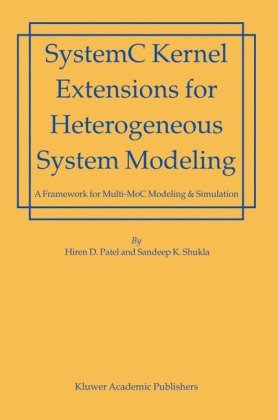 SystemC Kernel
Extensions for
Heterogeneous
System Modeling
A Framework for Multi-MoC Modeling & Simulation
By
Hiren D. Patel and Sandeep K. Shukla
Kluwer Academic Publishers